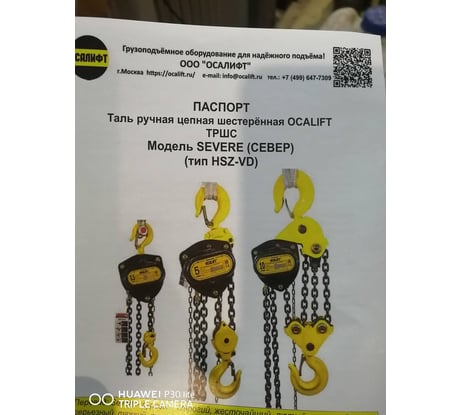 ОСАЛИФТ
Грузоподъёмное оборудование для надёжного подъёма!
ООО "ОСАЛИФТ"
г.Москва https://ocalift.ru/ e-mail: info@ocalift.ru тел.: +7 (499) 647-7309
ПАСПОРТ
Таль ручная цепная шестерённая OCALIFT
ТРШС
Модель SEVERE (СЕВЕР)
(тип HSZ-VD)
5
10
HUAWEI P30 lite
TRIPLE CAMERA